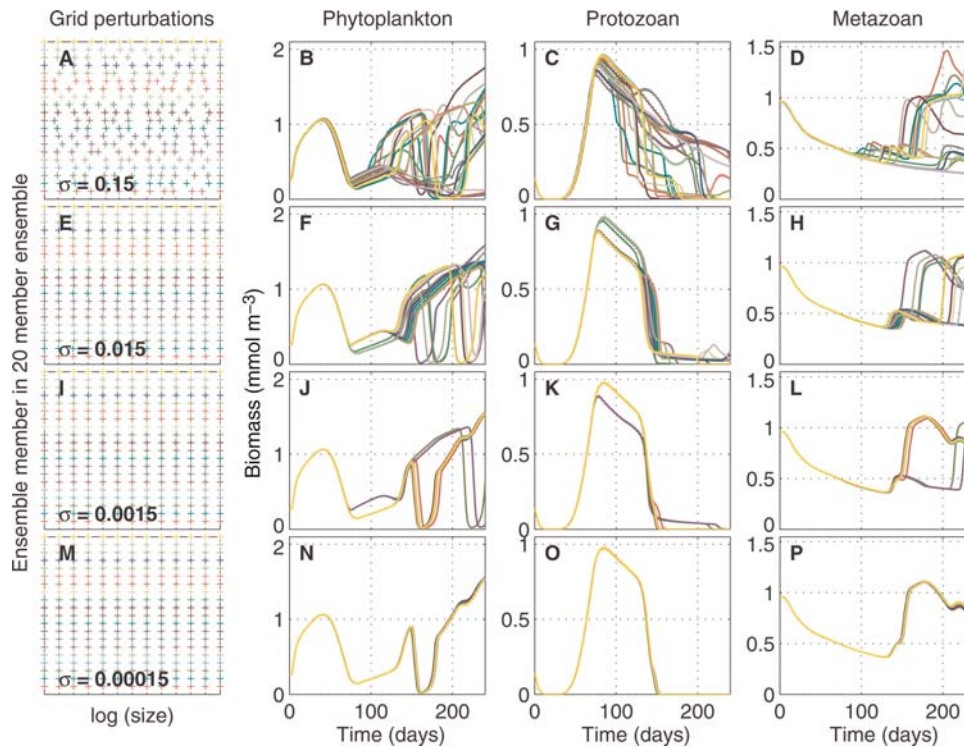 Grid perturbations
Phytoplankton
Protozoan
Metazoan
Ensemble member in 20 member ensemble
Biomass (mmol m⁻³)
A
σ = 0.15
B
2
1
0
C
1
0.5
0
D
1.5
1
0.5
0
E
σ = 0.015
F
2
1
0
G
1
0.5
0
H
1.5
1
0.5
0
I
σ = 0.0015
J
2
1
0
K
1
0.5
0
L
1.5
1
0.5
0
M
σ = 0.00015
N
2
1
0
O
1
0.5
0
P
1.5
1
0.5
0
0 100 200
0 100 200
0 100 200
log (size)
Time (days)
Time (days)
Time (days)